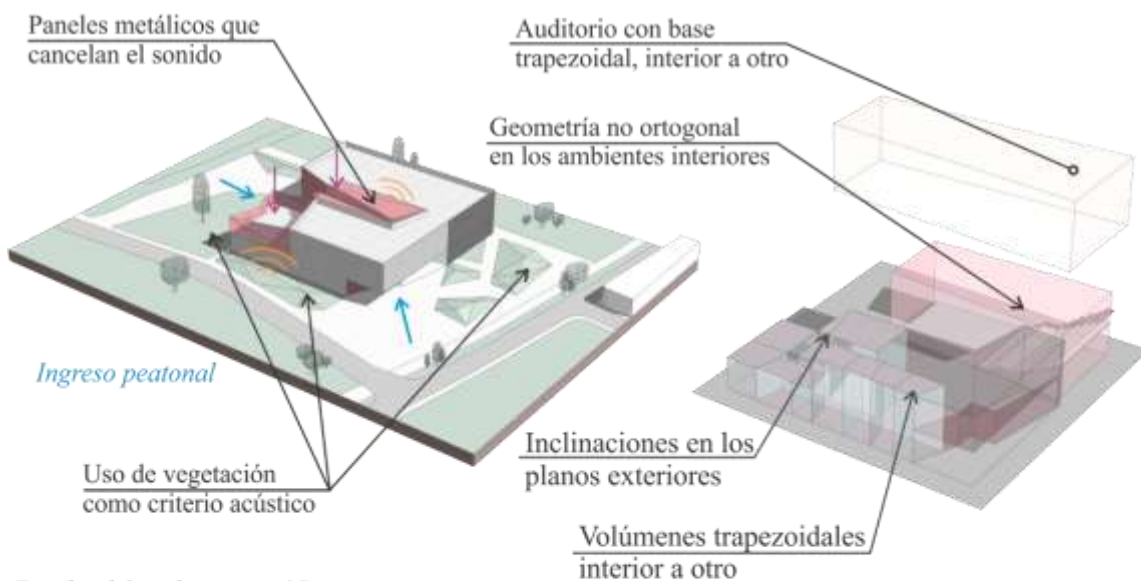 Paneles metálicos que
cancelan el sonido
Auditorio con base
trapezoidal, interior a otro
Geometría no ortogonal
en los ambientes interiores
Ingreso peatonal
Uso de vegetación
como criterio acústico
Inclinaciones en los
planos exteriores
Volúmenes trapezoidales
interior a otro